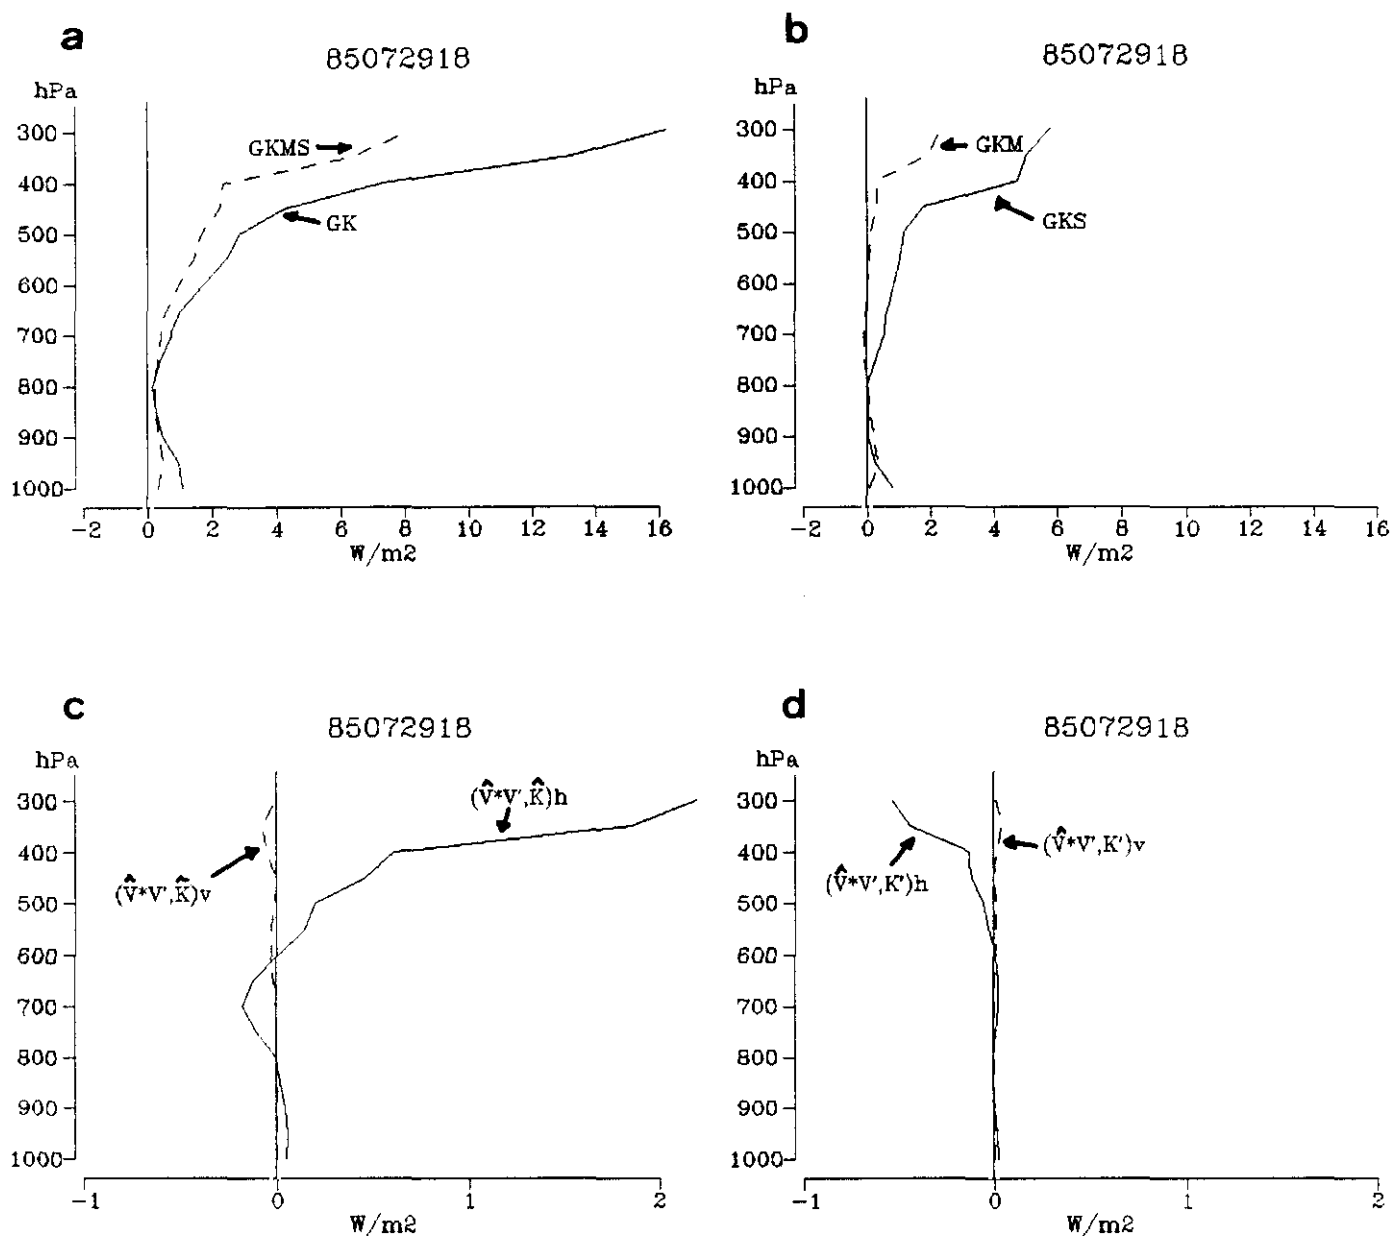 a
85072918
hPa
300
400
500
600
700
800
900
1000
GKMS
GK
-2 0 2 4 6 8 10 12 14 16
W/m2
b
85072918
hPa
300
400
500
600
700
800
900
1000
GKM
GKS
-2 0 2 4 6 8 10 12 14 16
W/m2
c
85072918
hPa
300
400
500
600
700
800
900
1000
(V̂*V',K̂)h
(V̂*V',K̂)v
-1 0 1 2
W/m2
d
85072918
hPa
300
400
500
600
700
800
900
1000
(V̂*V',K')v
(V̂*V',K')h
-1 0 1 2
W/m2